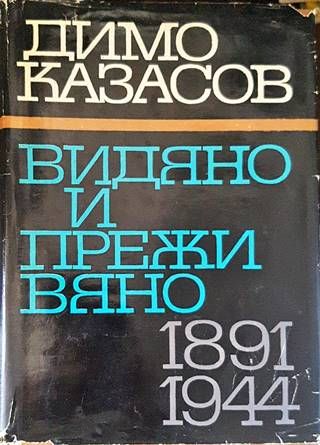 ДИМО
КАЗАСОВ
ВИДЯНО
И
ПРЕЖИ
ВЯНО
1891
1944